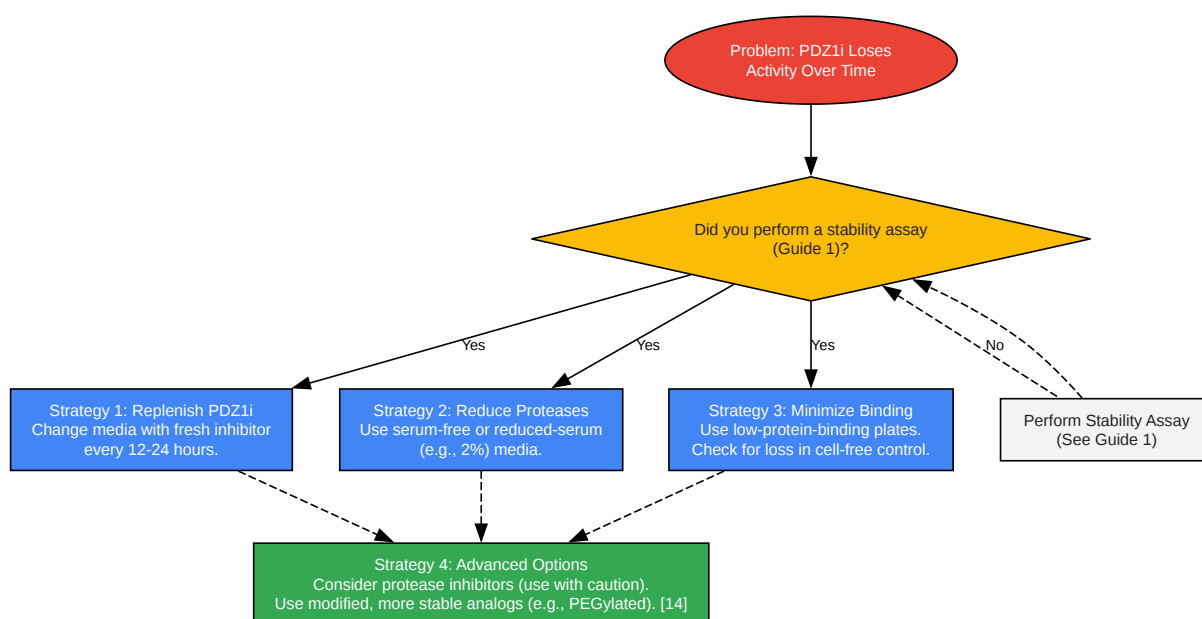 Problem: PDZ1i Loses
Activity Over Time
Did you perform a stability assay
(Guide 1)?
Yes
Yes
Yes
No
Strategy 1: Replenish PDZ1i
Change media with fresh inhibitor
every 12-24 hours.
Strategy 2: Reduce Proteases
Use serum-free or reduced-serum
(e.g., 2%) media.
Strategy 3: Minimize Binding
Use low-protein-binding plates.
Check for loss in cell-free control.
Perform Stability Assay
(See Guide 1)
Strategy 4: Advanced Options
Consider protease inhibitors (use with caution).
Use modified, more stable analogs (e.g., PEGylated). [14]